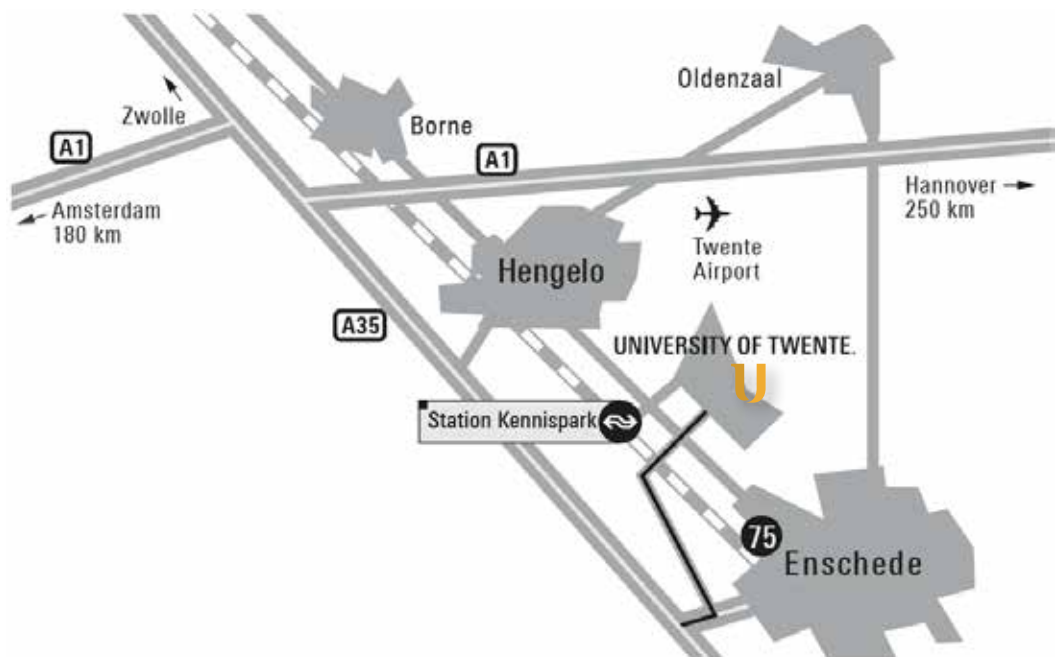 Oldenzaal
Zwolle
Borne
A1
A1
Amsterdam
180 km
Hannover
250 km
Twente
Airport
Hengelo
A35
UNIVERSITY OF TWENTE.
U
Station Kennispark
75
Enschede